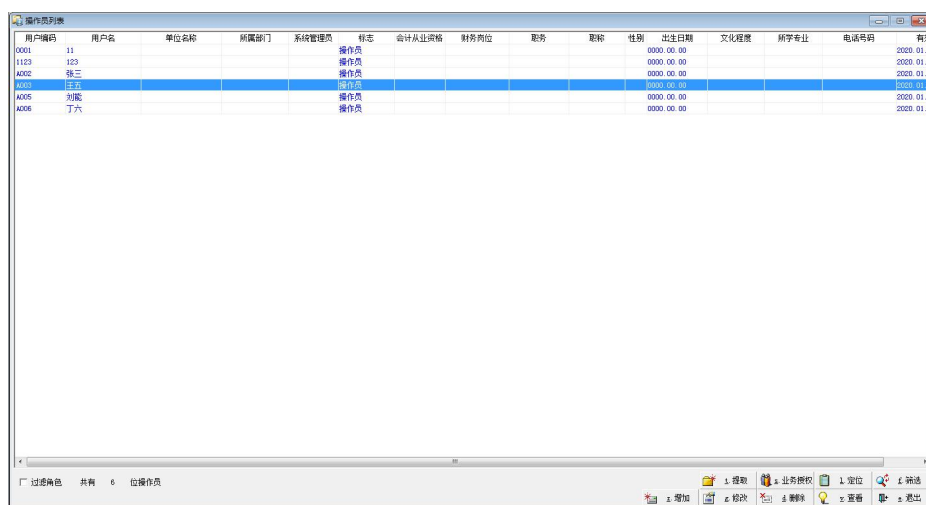 操作员列表
用户编码 用户名 单位名称 所属部门 系统管理员 标志 会计从业资格 财务岗位 职务 职称 性别 出生日期 文化程度 所学专业 电话号码 有
0001 11 操作员 0000.00.00 2020.01.
1123 123 操作员 0000.00.00 2020.01.
A002 张三 操作员 0000.00.00 2020.01.
A003 王五 操作员 0000.00.00 2020.01.
A005 刘能 操作员 0000.00.00 2020.01.
A006 丁六 操作员 0000.00.00 2020.01.
过滤角色 共有 6 位操作员 提取 业务授权 定位 筛选
增加 修改 删除 查看 退出